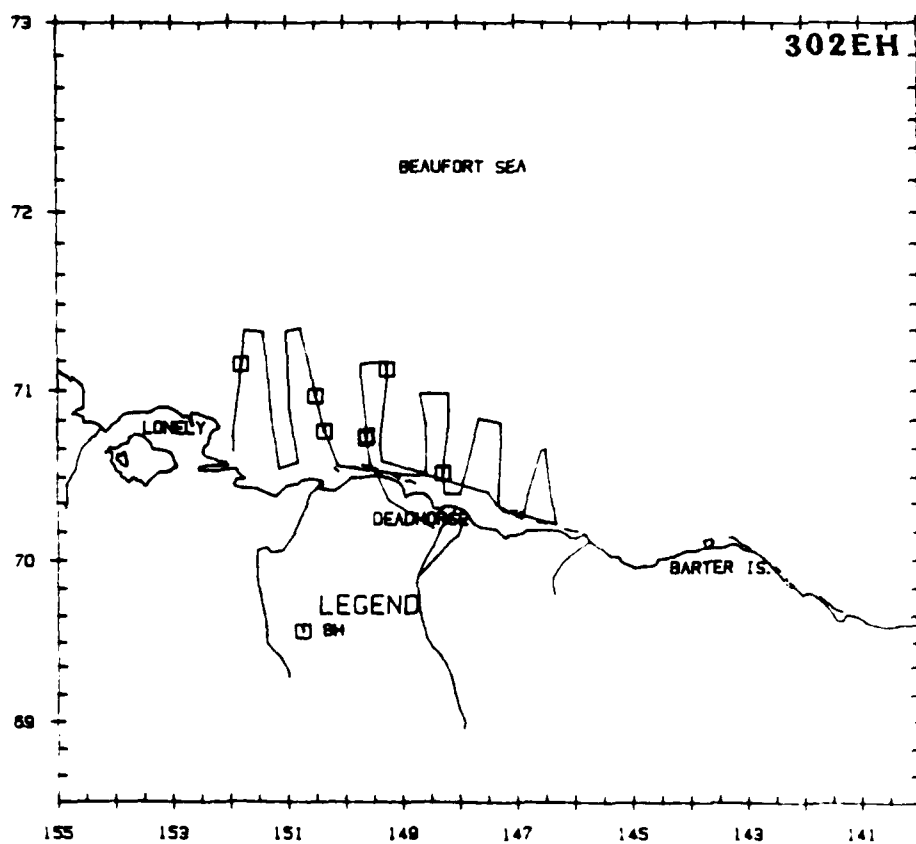 73
302EH
BEAUFORT SEA
72
71
LONELY
DEADHORSE
70
BARTER IS.
LEGEND
BH
69
155 153 151 149 147 145 143 141